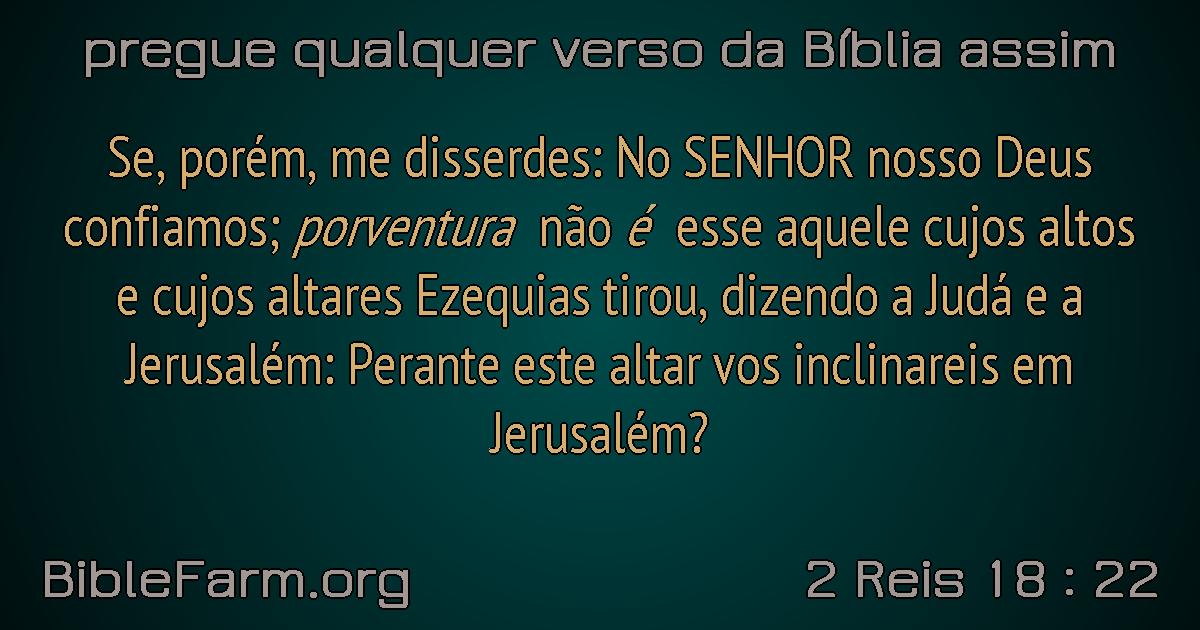 pregue qualquer verso da Bíblia assim
Se, porém, me disserdes: No SENHOR nosso Deus
confiamos; porventura não é esse aquele cujos altos
e cujos altares Ezequias tirou, dizendo a Judá e a
Jerusalém: Perante este altar vos inclinareis em
Jerusalém?
BibleFarm.org
2 Reis 18 : 22